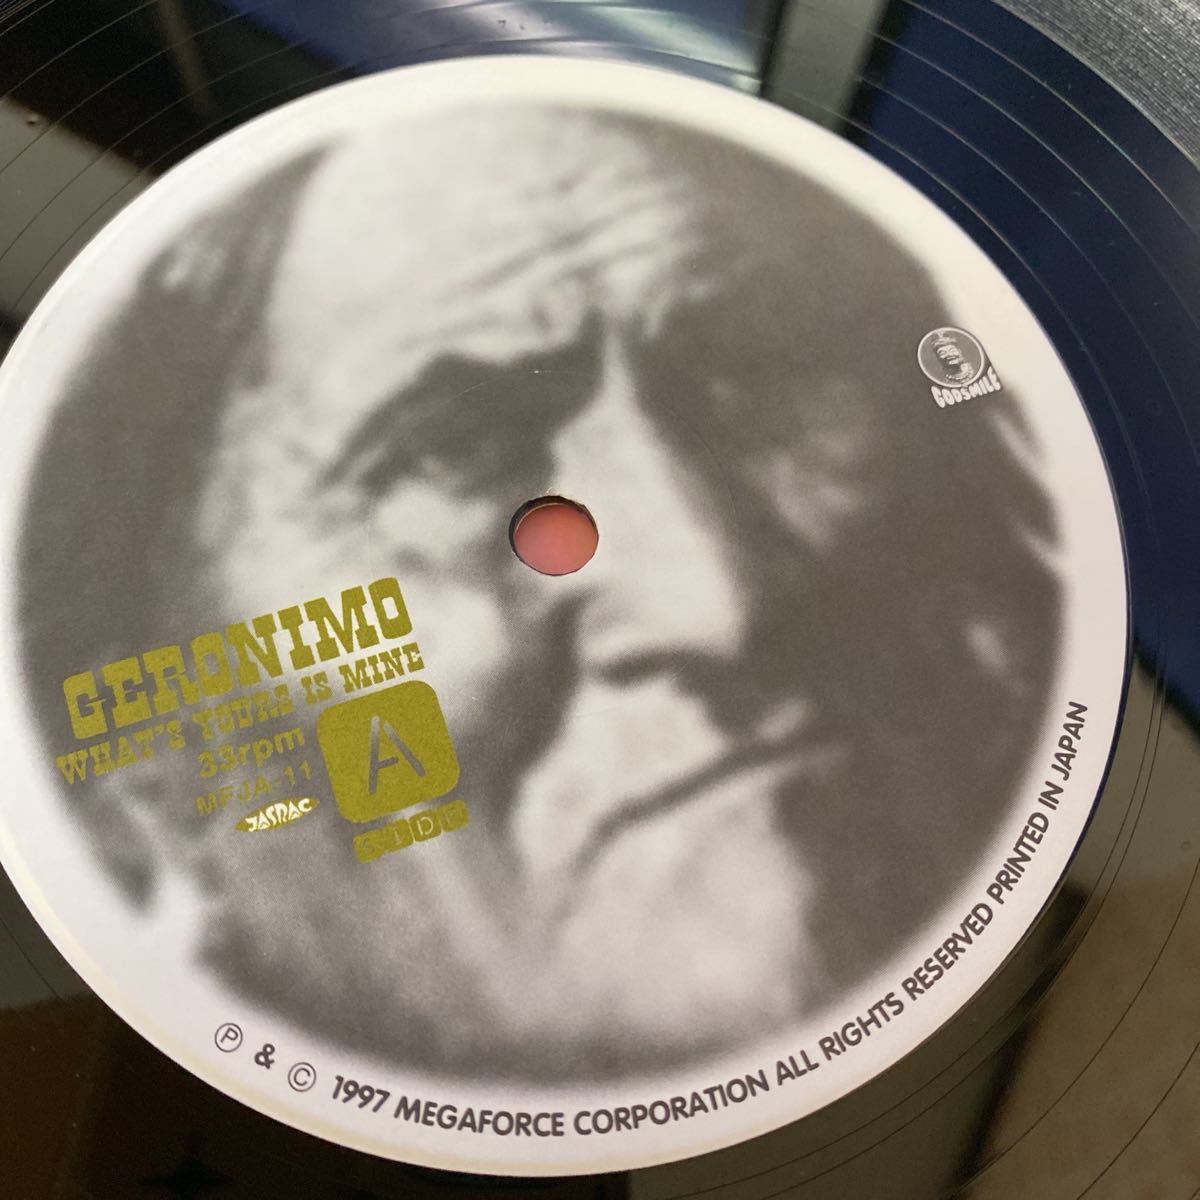 GERONIMO
WHAT'S YOURS IS MINE
33rpm
MFJA-11
JASRAC
A
SIDE
GODSMILE
Ⓟ & © 1997 MEGAFORCE CORPORATION ALL RIGHTS RESERVED PRINTED IN JAPAN